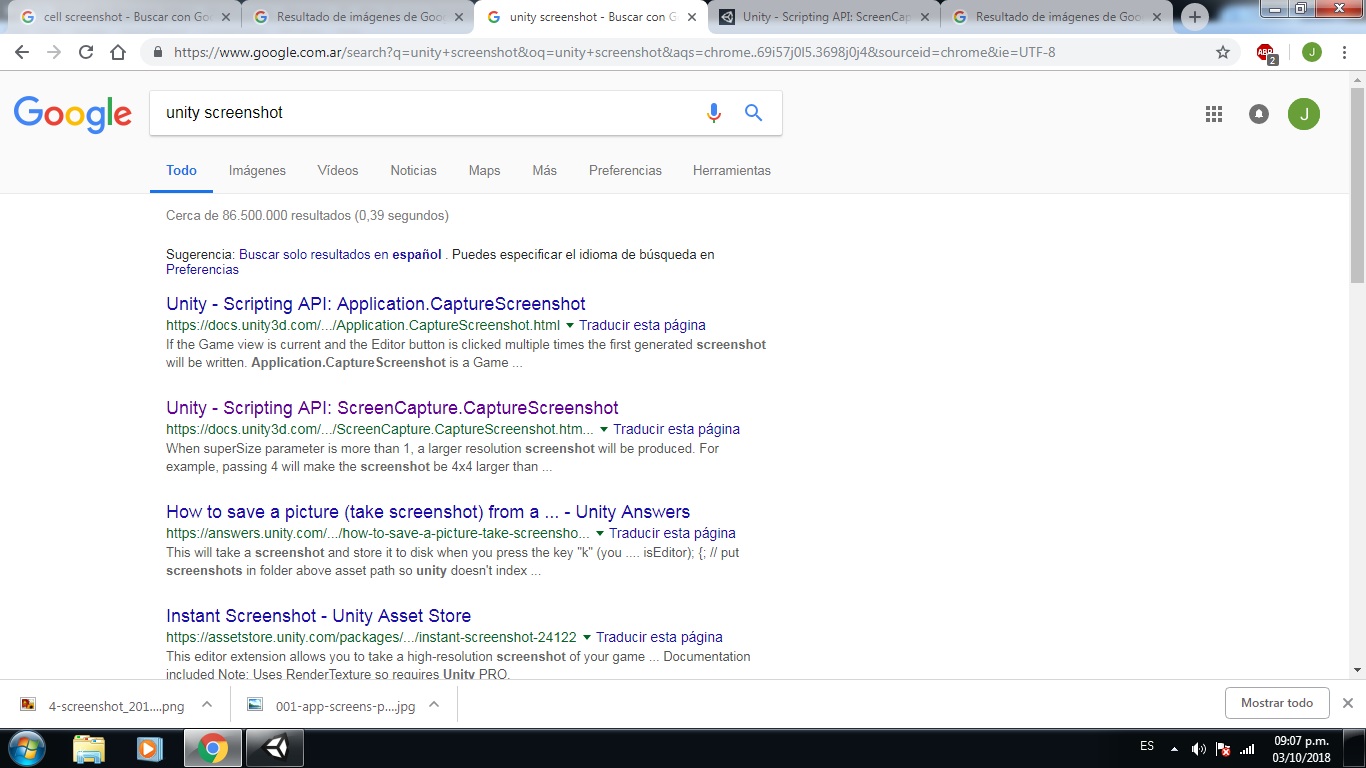 cell screenshot - Buscar con Goo
Resultado de imágenes de Goo
unity screenshot - Buscar con G
Unity - Scripting API: ScreenCap
Resultado de imágenes de Goo
https://www.google.com.ar/search?q=unity+screenshot&oq=unity+screenshot&aqs=chrome..69i57j0l5.3698j0j4&sourceid=chrome&ie=UTF-8
ABP
2
J
Google
unity screenshot
J
Todo Imágenes Vídeos Noticias Maps Más Preferencias Herramientas
Cerca de 86.500.000 resultados (0,39 segundos)
Sugerencia: Buscar solo resultados en español . Puedes especificar el idioma de búsqueda en
Preferencias
Unity - Scripting API: Application.CaptureScreenshot
https://docs.unity3d.com/.../Application.CaptureScreenshot.html Traducir esta página
If the Game view is current and the Editor button is clicked multiple times the first generated screenshot
will be written. Application.CaptureScreenshot is a Game ...
Unity - Scripting API: ScreenCapture.CaptureScreenshot
https://docs.unity3d.com/.../ScreenCapture.CaptureScreenshot.htm... Traducir esta página
When superSize parameter is more than 1, a larger resolution screenshot will be produced. For
example, passing 4 will make the screenshot be 4x4 larger than ...
How to save a picture (take screenshot) from a ... - Unity Answers
https://answers.unity.com/.../how-to-save-a-picture-take-screensho... Traducir esta página
This will take a screenshot and store it to disk when you press the key "k" (you .... isEditor); {; // put
screenshots in folder above asset path so unity doesn't index ...
Instant Screenshot - Unity Asset Store
https://assetstore.unity.com/packages/.../instant-screenshot-24122 Traducir esta página
This editor extension allows you to take a high-resolution screenshot of your game ... Documentation
included Note: Uses RenderTexture so requires Unity PRO.
4-screenshot_201....png
001-app-screens-p....jpg
Mostrar todo
ES
09:07 p.m.
03/10/2018